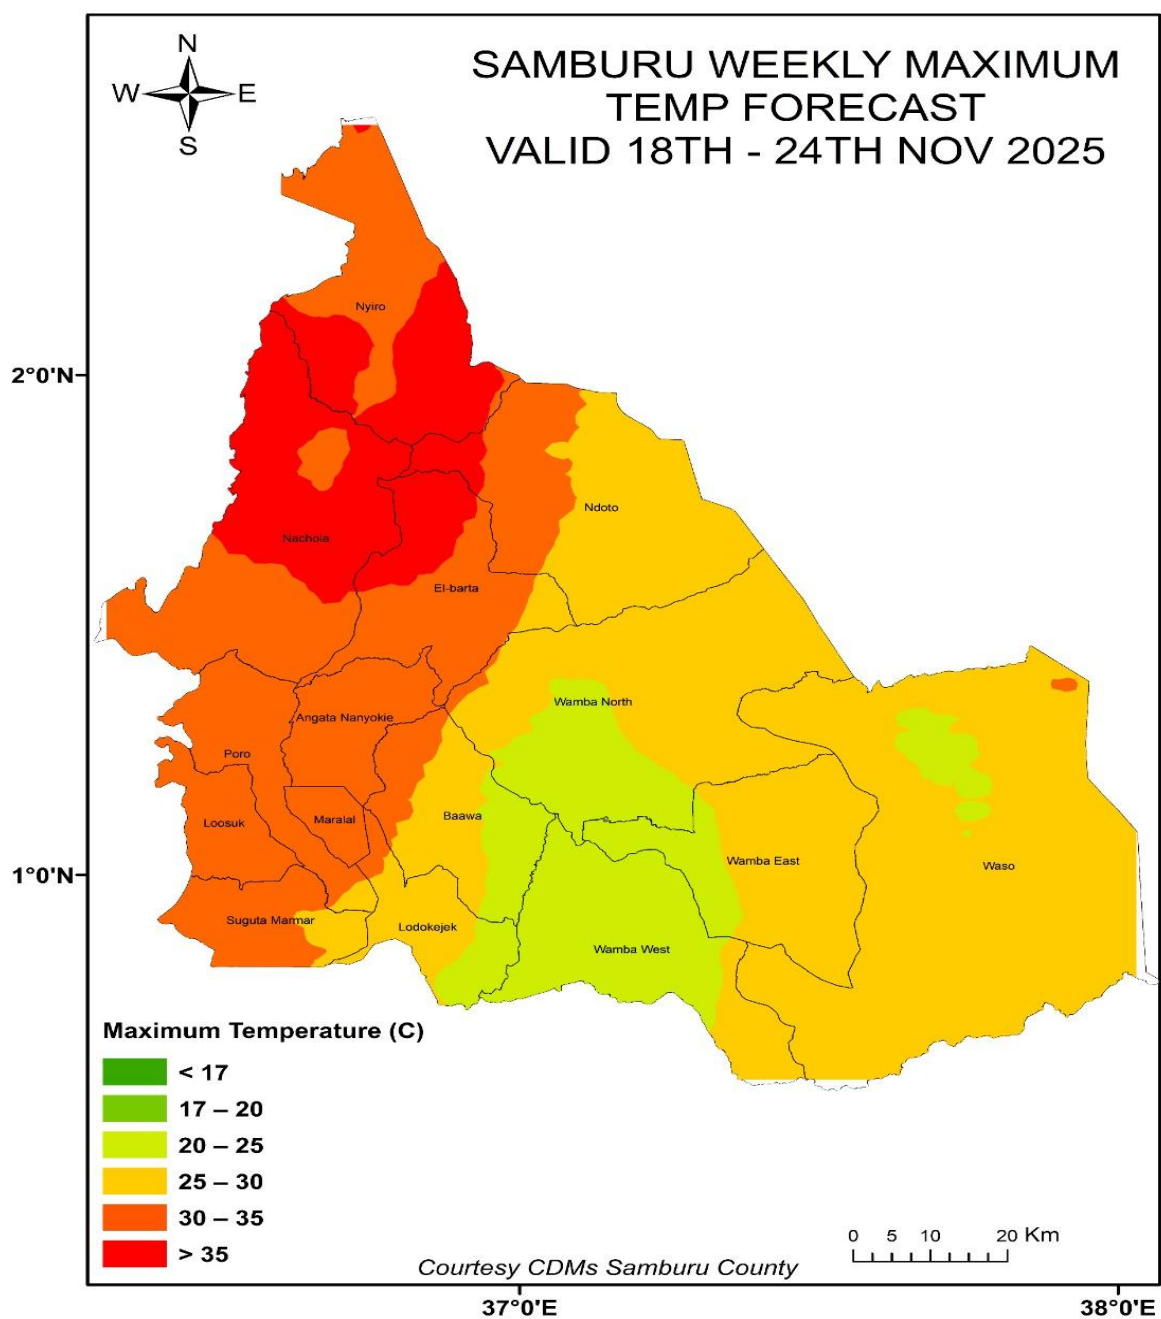 N
W E
S
SAMBURU WEEKLY MAXIMUM
TEMP FORECAST
VALID 18TH - 24TH NOV 2025
Nyiro
2°0'N
Ndoto
Nachola
El-barta
Wamba North
Angata Nanyokie
Poro
Baawa
Loosuk
Maralal
Wamba East
Waso
1°0'N
Suguta Marmar
Lodokejek
Wamba West
Maximum Temperature (C)
< 17
17 – 20
20 – 25
25 – 30
30 – 35
> 35
0 5 10 20 Km
Courtesy CDMs Samburu County
37°0'E 38°0'E